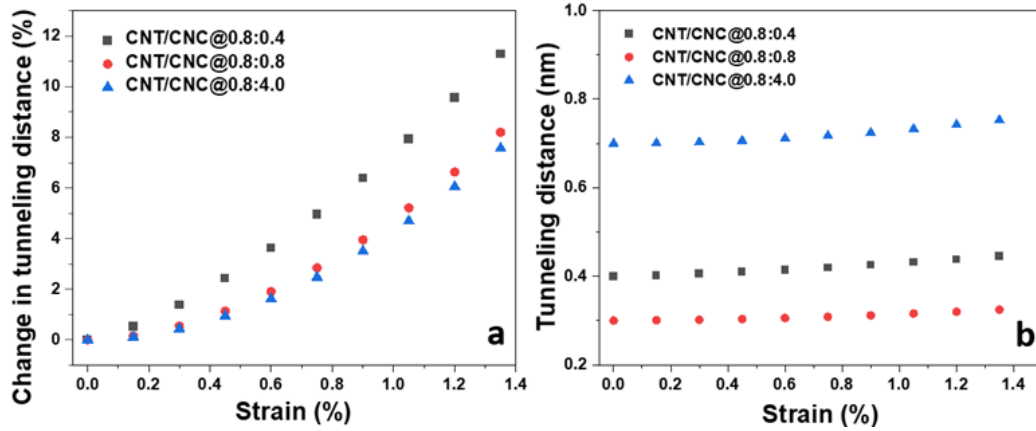 Change in tunneling distance (%)
12
10
8
6
4
2
0
CNT/CNC@0.8:0.4
CNT/CNC@0.8:0.8
CNT/CNC@0.8:4.0
a
0.0 0.2 0.4 0.6 0.8 1.0 1.2 1.4
Strain (%)
Tunneling distance (nm)
1.0
0.8
0.6
0.4
0.2
CNT/CNC@0.8:0.4
CNT/CNC@0.8:0.8
CNT/CNC@0.8:4.0
b
0.0 0.2 0.4 0.6 0.8 1.0 1.2 1.4
Strain (%)